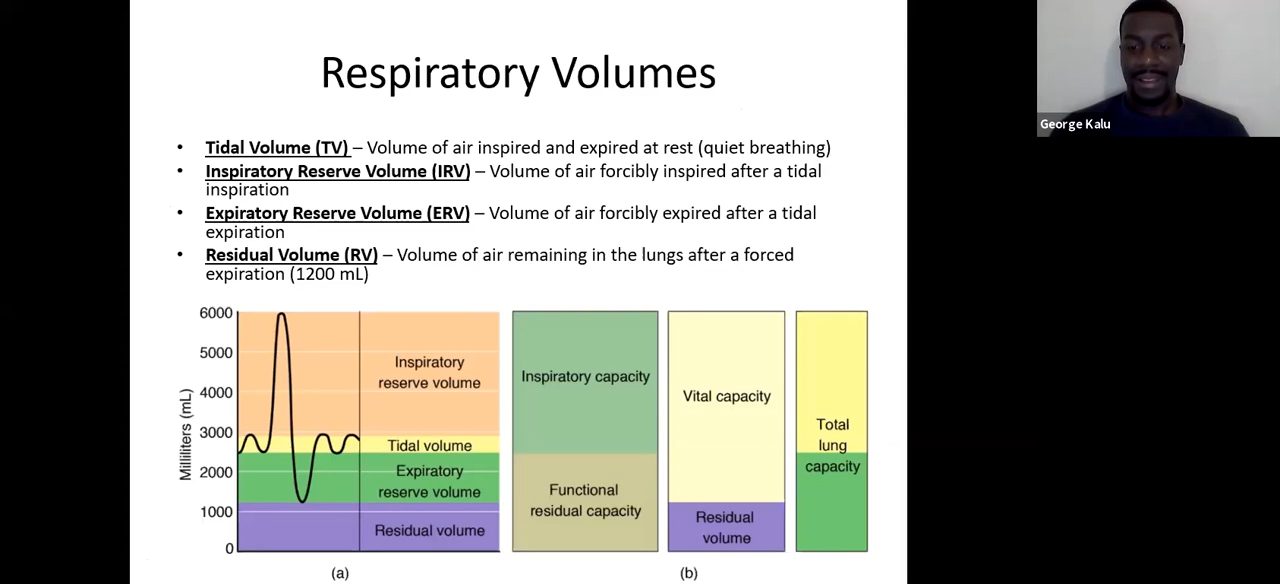 Respiratory Volumes
George Kalu
• Tidal Volume (TV) – Volume of air inspired and expired at rest (quiet breathing)
• Inspiratory Reserve Volume (IRV) – Volume of air forcibly inspired after a tidal
inspiration
• Expiratory Reserve Volume (ERV) – Volume of air forcibly expired after a tidal
expiration
• Residual Volume (RV) – Volume of air remaining in the lungs after a forced
expiration (1200 mL)
Milliliters (mL)
6000
5000
4000
3000
2000
1000
0
Inspiratory
reserve volume
Tidal volume
Expiratory
reserve volume
Residual volume
(a)
Inspiratory capacity
Functional
residual capacity
Vital capacity
Residual
volume
Total
lung
capacity
(b)